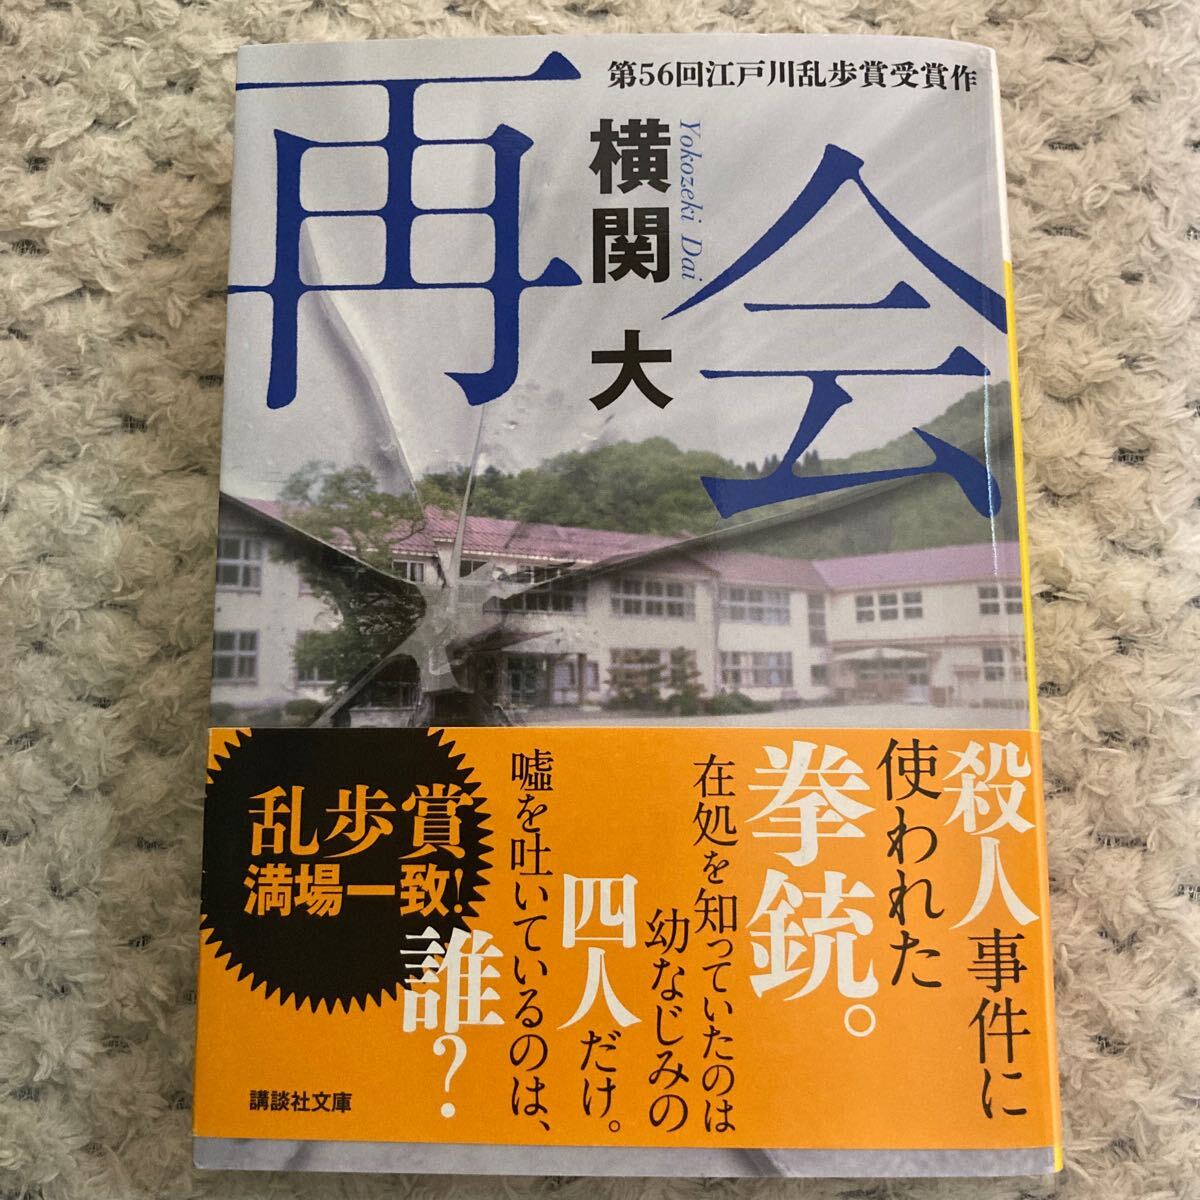 第56回江戸川乱歩賞受賞作
再会
横関 大
Yokozeki Dai
殺人事件に
使われた
拳銃。
在処を知っていたのは
幼なじみの
四人だけ。
嘘を吐いているのは、
誰?
乱歩賞
満場一致!
講談社文庫